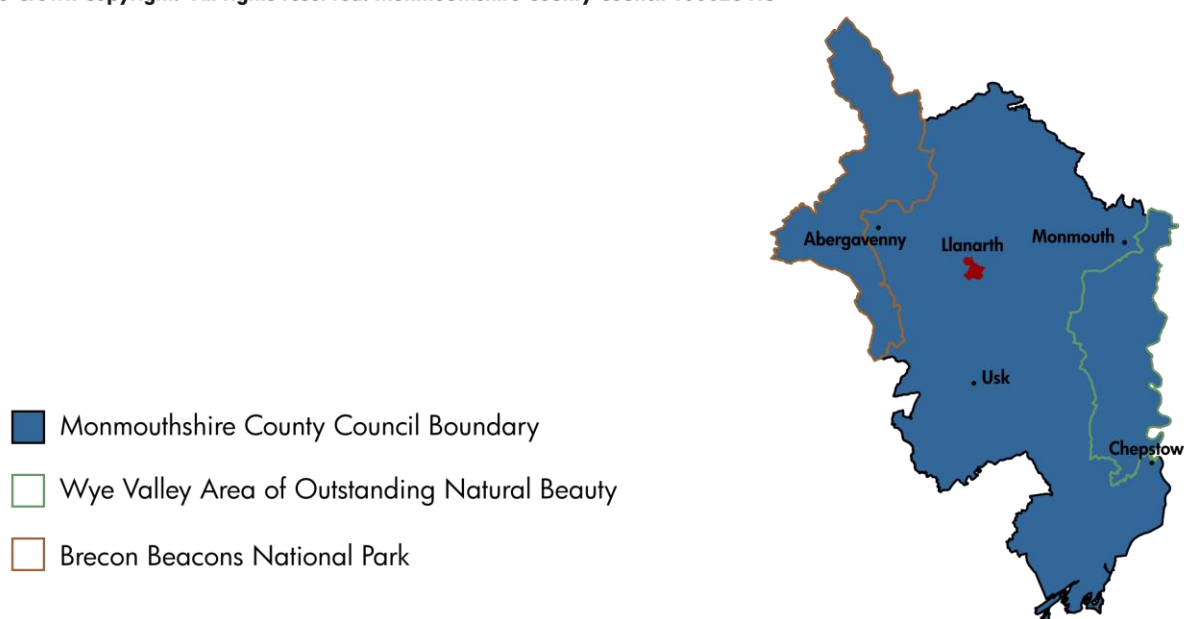 Abergavenny
Llanarth
Monmouth
Usk
Monmouthshire County Council Boundary
Chepstow
Wye Valley Area of Outstanding Natural Beauty
Brecon Beacons National Park